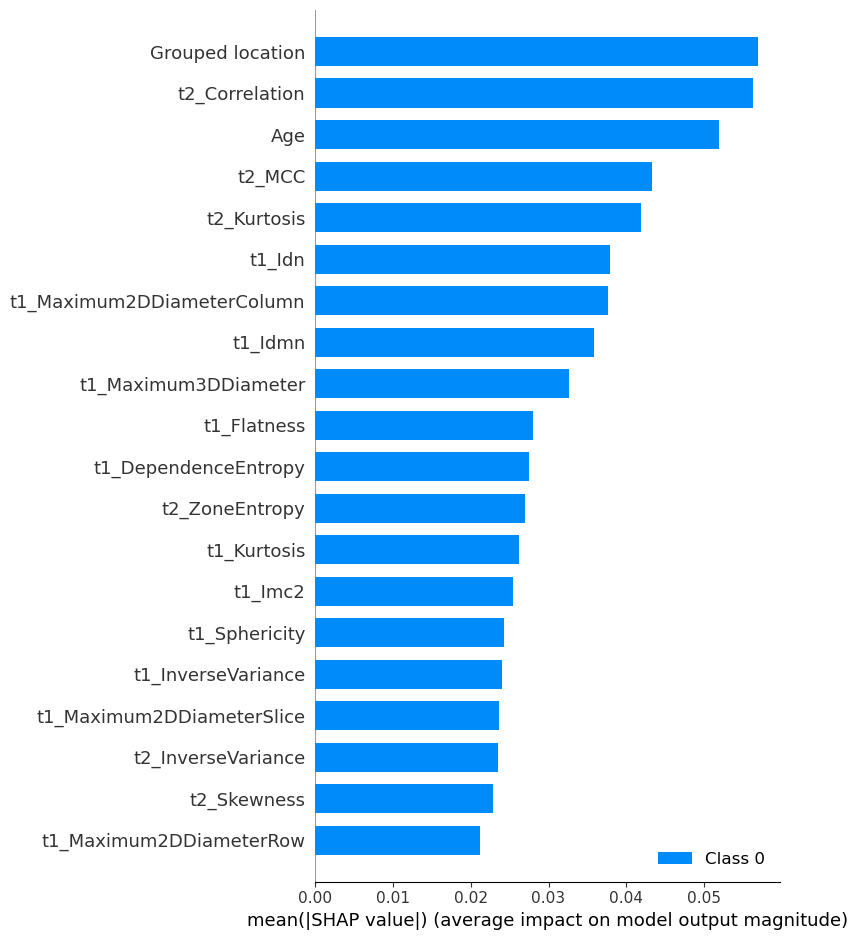 Grouped location
t2_Correlation
Age
t2_MCC
t2_Kurtosis
t1_Idn
t1_Maximum2DDiameterColumn
t1_Idmn
t1_Maximum3DDiameter
t1_Flatness
t1_DependenceEntropy
t2_ZoneEntropy
t1_Kurtosis
t1_Imc2
t1_Sphericity
t1_InverseVariance
t1_Maximum2DDiameterSlice
t2_InverseVariance
t2_Skewness
t1_Maximum2DDiameterRow
Class 0
0.00 0.01 0.02 0.03 0.04 0.05
mean(|SHAP value|) (average impact on model output magnitude)